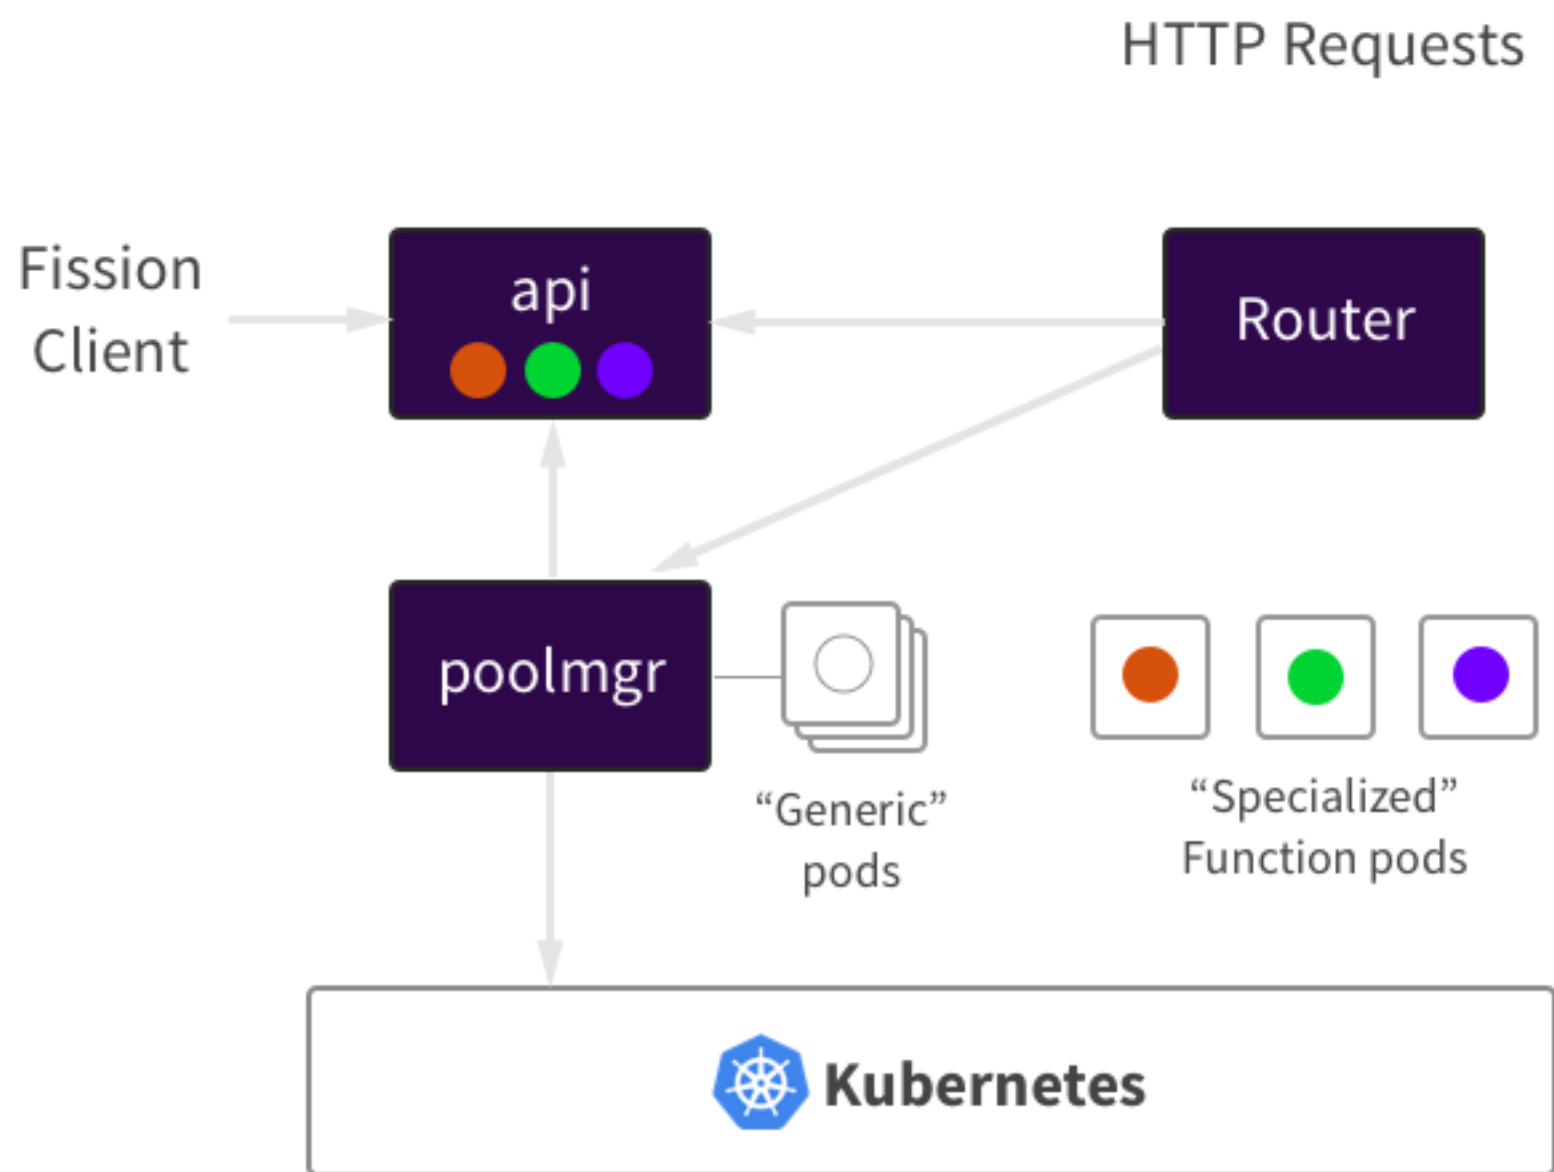 HTTP Requests
Fission
Client
api
Router
poolmgr
“Generic”
pods
“Specialized”
Function pods
Kubernetes